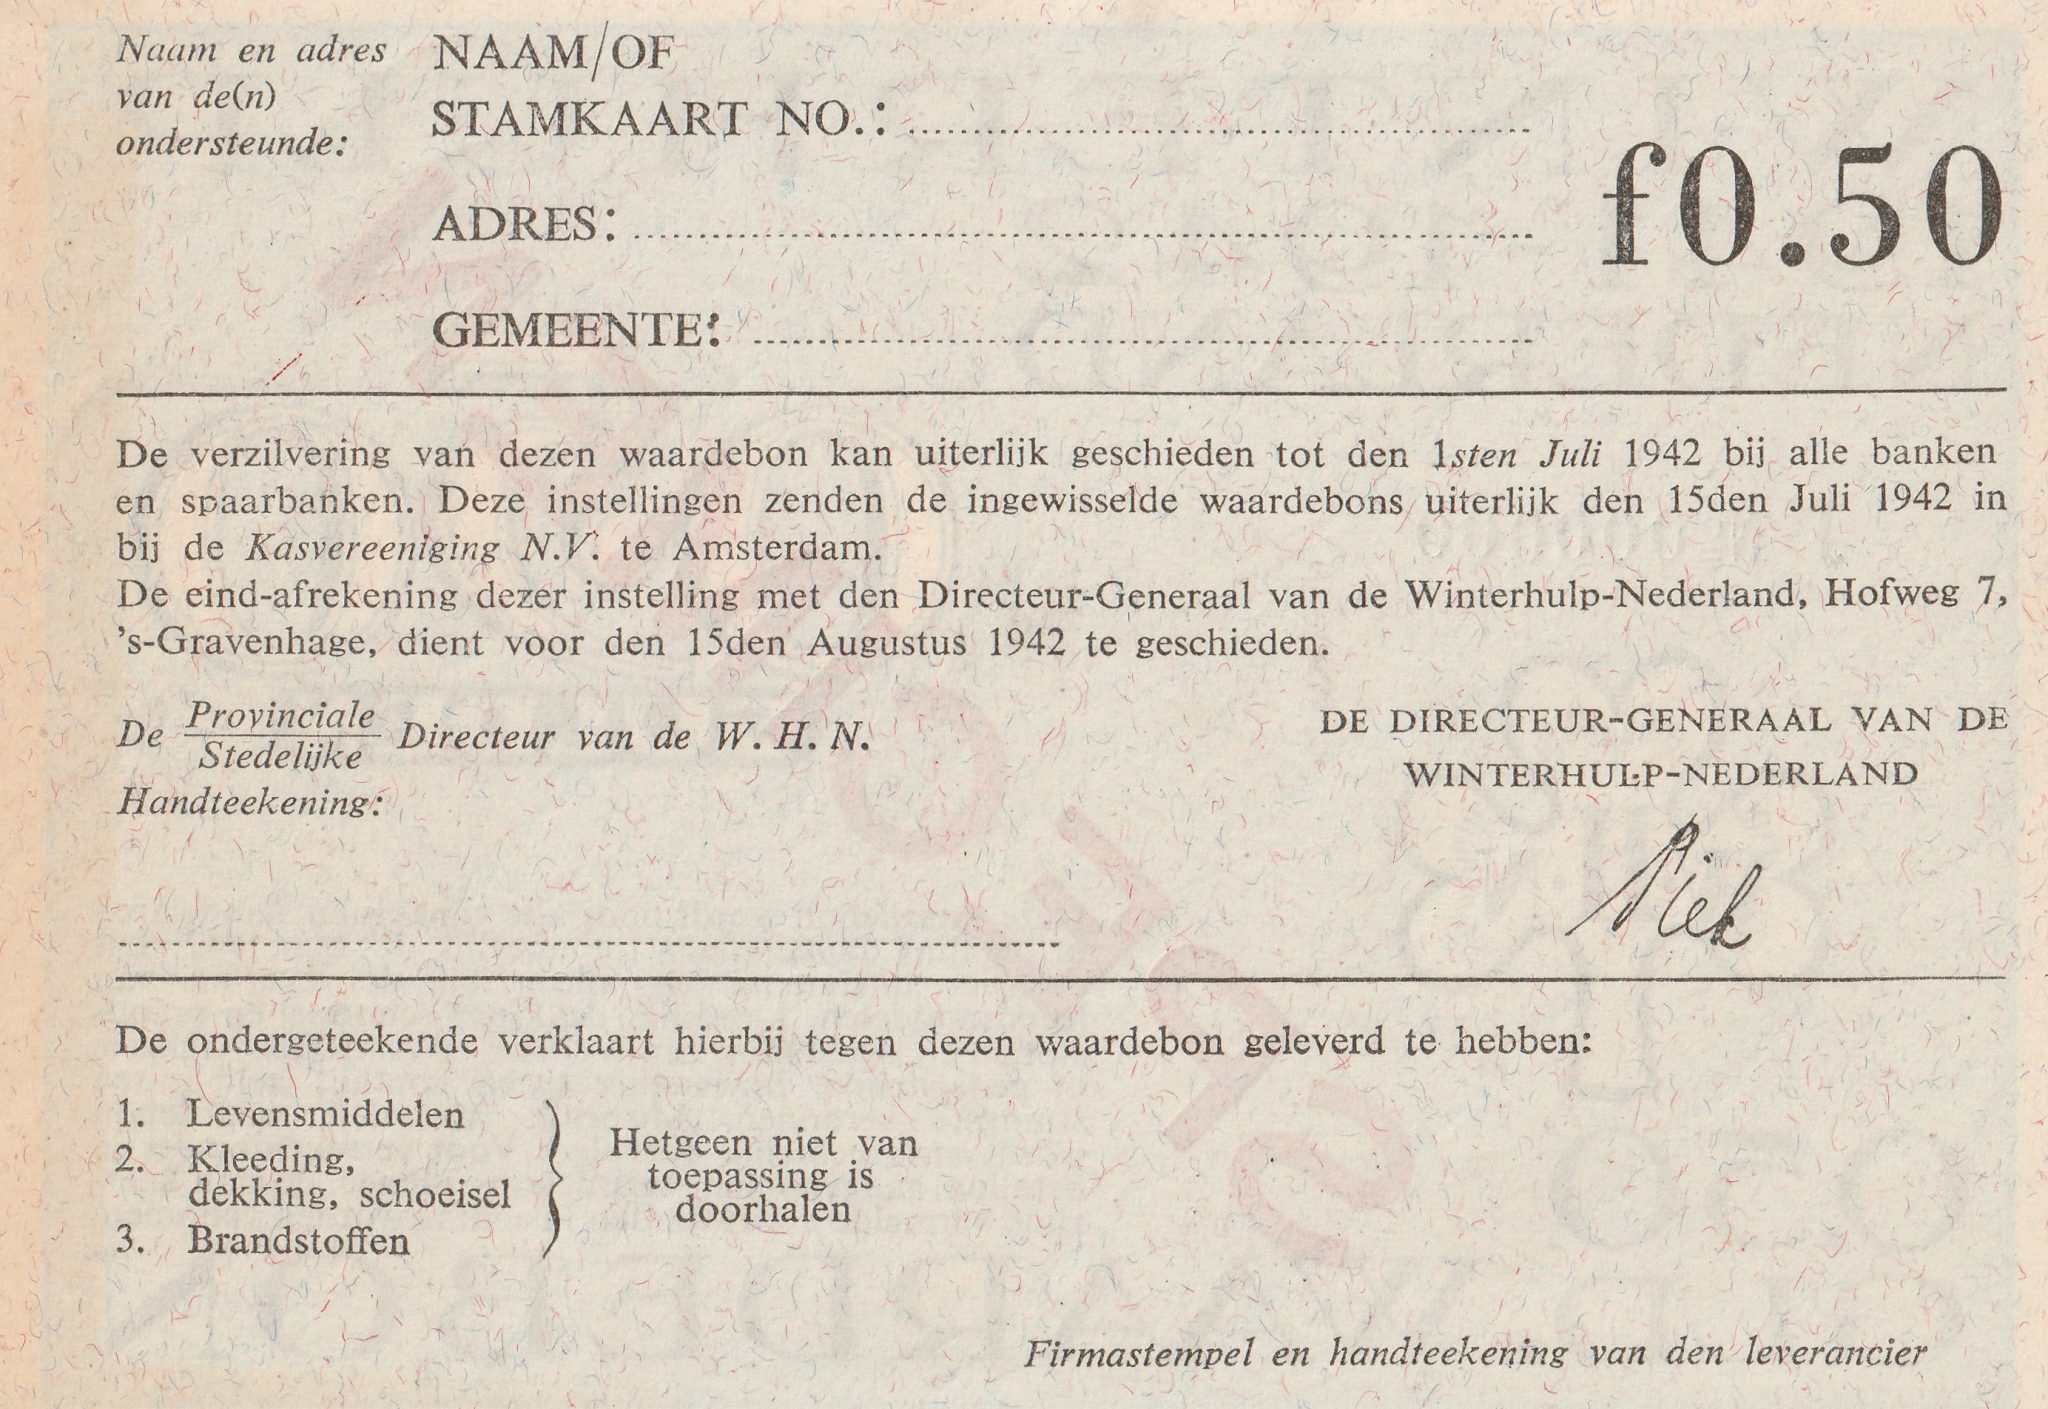 Naam en adres
van de(n)
ondersteunde:
NAAM/OF
STAMKAART NO.:
ADRES:
GEMEENTE:
f0.50
De verzilvering van dezen waardebon kan uiterlijk geschieden tot den 1sten Juli 1942 bij alle banken
en spaarbanken. Deze instellingen zenden de ingewisselde waardebons uiterlijk den 15den Juli 1942 in
bij de Kasvereeniging N.V. te Amsterdam.
De eind-afrekening dezer instelling met den Directeur-Generaal van de Winterhulp-Nederland, Hofweg 7,
's-Gravenhage, dient voor den 15den Augustus 1942 te geschieden.
De Provinciale/Stedelijke Directeur van de W. H. N.
Handteekening:
DE DIRECTEUR-GENERAAL VAN DE
WINTERHULP-NEDERLAND
Piek
De ondergeteekende verklaart hierbij tegen dezen waardebon geleverd te hebben:
1. Levensmiddelen
2. Kleeding,
dekking, schoeisel
3. Brandstoffen
Hetgeen niet van
toepassing is
doorhalen
Firmastempel en handteekening van den leverancier